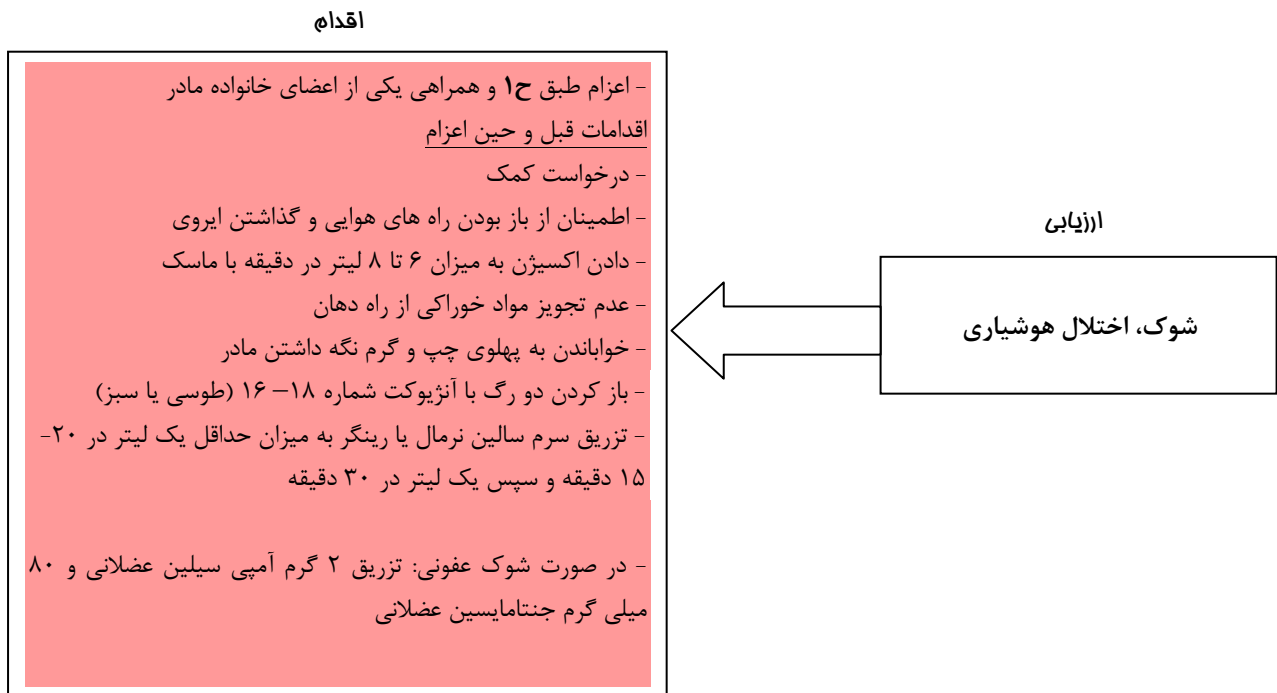 اقدام
- اعزام طبق ح۱ و همراهی یکی از اعضای خانواده مادر
اقدامات قبل و حین اعزام
- درخواست کمک
- اطمینان از باز بودن راه های هوایی و گذاشتن ایروی
- دادن اکسیژن به میزان ۶ تا ۸ لیتر در دقیقه با ماسک
- عدم تجویز مواد خوراکی از راه دهان
- خواباندن به پهلوی چپ و گرم نگه داشتن مادر
- باز کردن دو رگ با آنژیوکت شماره ۱۸– ۱۶ (طوسی یا سبز)
- تزریق سرم سالین نرمال یا رینگر به میزان حداقل یک لیتر در ۲۰-
۱۵ دقیقه و سپس یک لیتر در ۳۰ دقیقه
- در صورت شوک عفونی: تزریق ۲ گرم آمپی سیلین عضلانی و ۸۰
میلی گرم جنتامایسین عضلانی
ارزیابی
شوک، اختلال هوشیاری